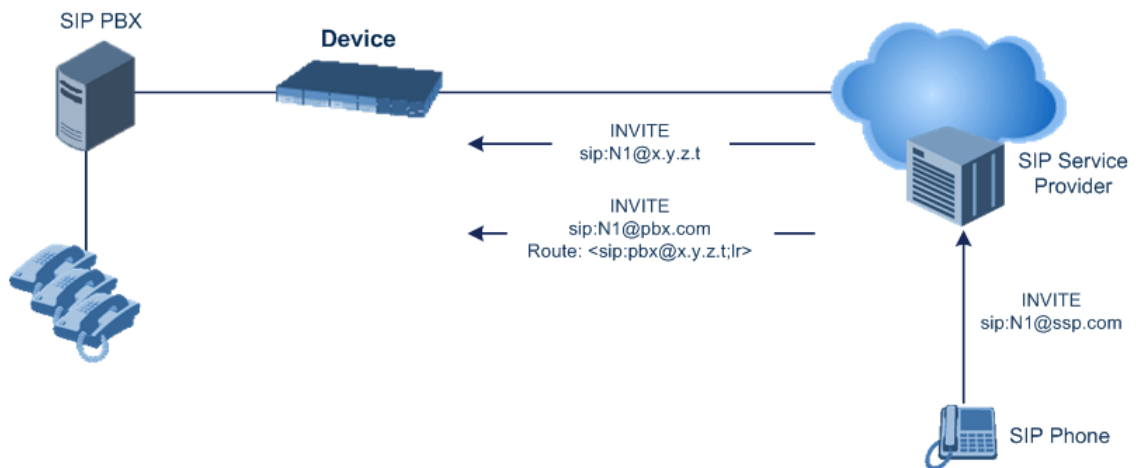 SIP PBX
Device
INVITE
sip:N1@x.y.z.t
SIP Service
Provider
INVITE
sip:N1@pbx.com
Route: <sip:pbx@x.y.z.t;lr>
INVITE
sip:N1@ssp.com
SIP Phone